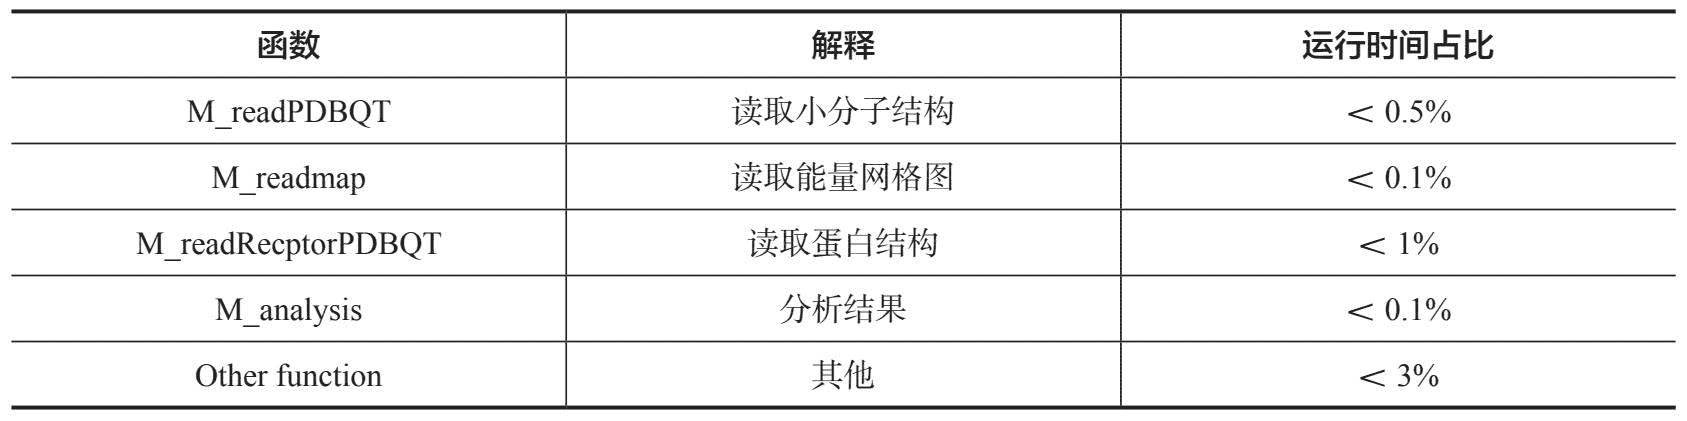 函数 解释 运行时间占比
M_readPDBQT 读取小分子结构 < 0.5%
M_readmap 读取能量网格图 < 0.1%
M_readRecptorPDBQT 读取蛋白结构 < 1%
M_analysis 分析结果 < 0.1%
Other function 其他 < 3%